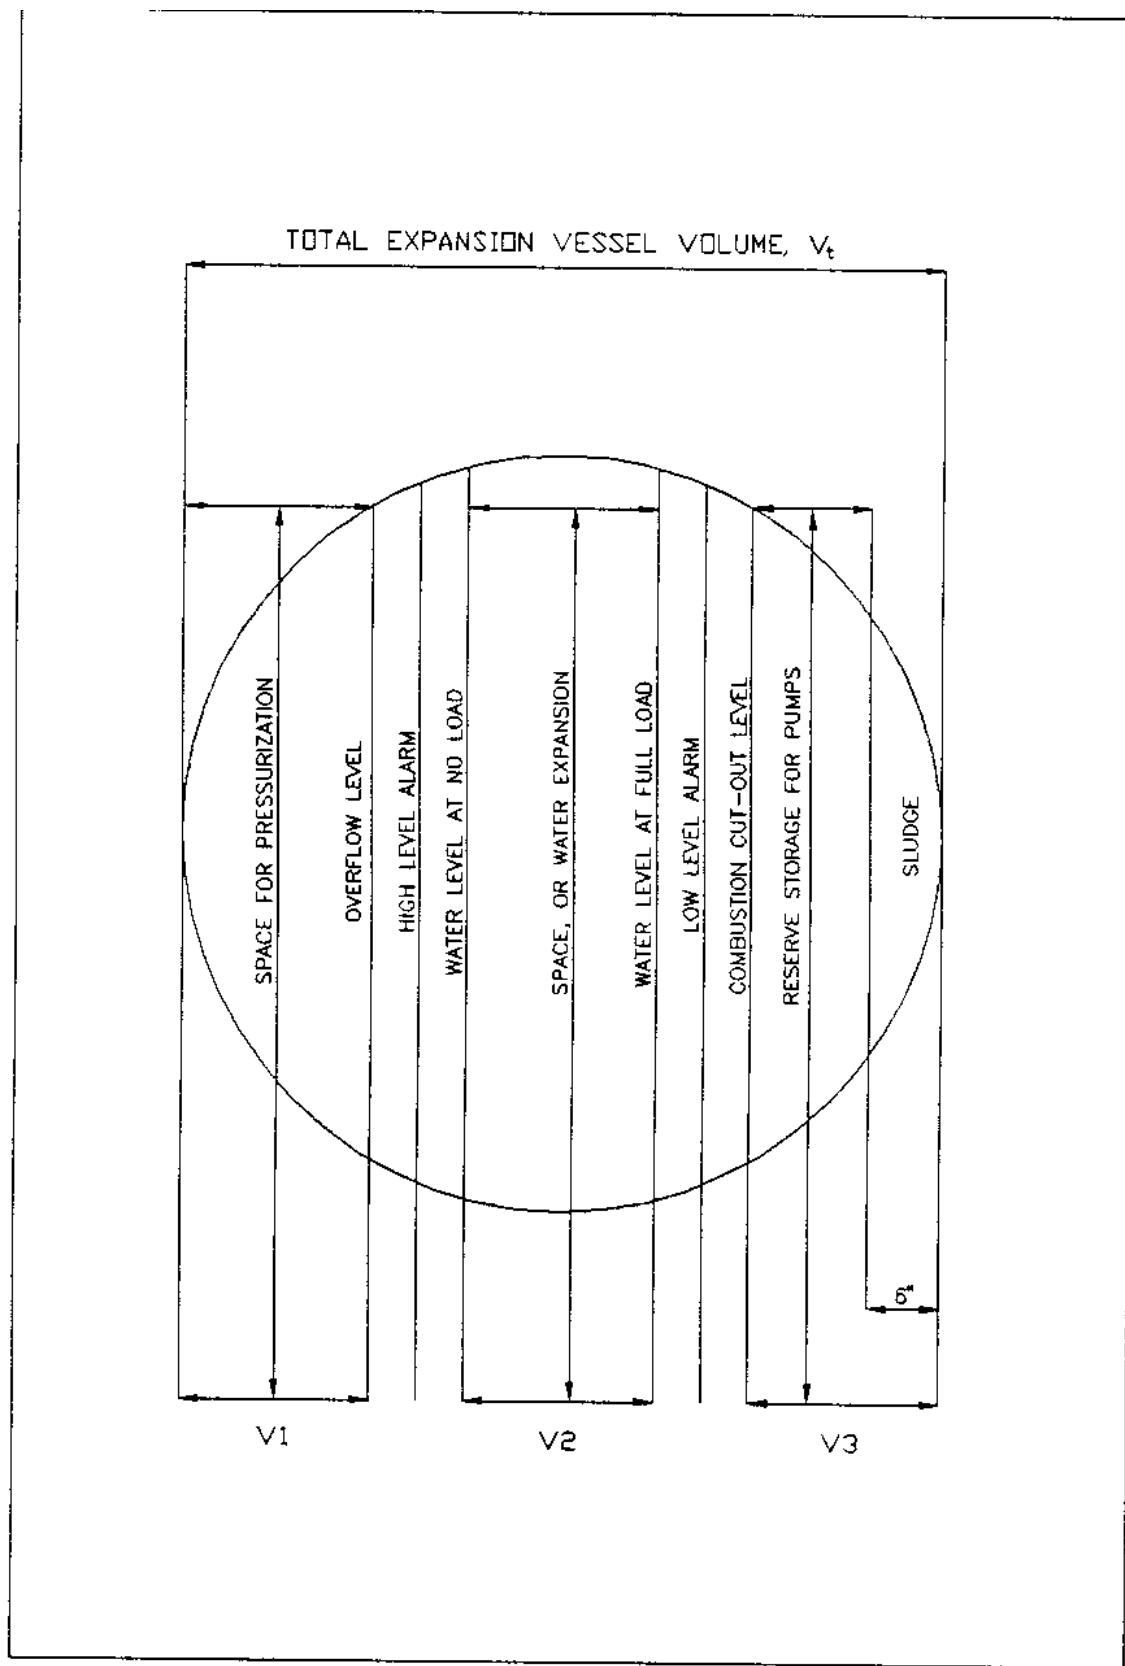 TOTAL EXPANSION VESSEL VOLUME, Vt
SPACE FOR PRESSURIZATION
OVERFLOW LEVEL
HIGH LEVEL ALARM
WATER LEVEL AT NO LOAD
SPACE, OR WATER EXPANSION
WATER LEVEL AT FULL LOAD
LOW LEVEL ALARM
COMBUSTION CUT-OUT LEVEL
RESERVE STORAGE FOR PUMPS
SLUDGE
V1
V2
V3